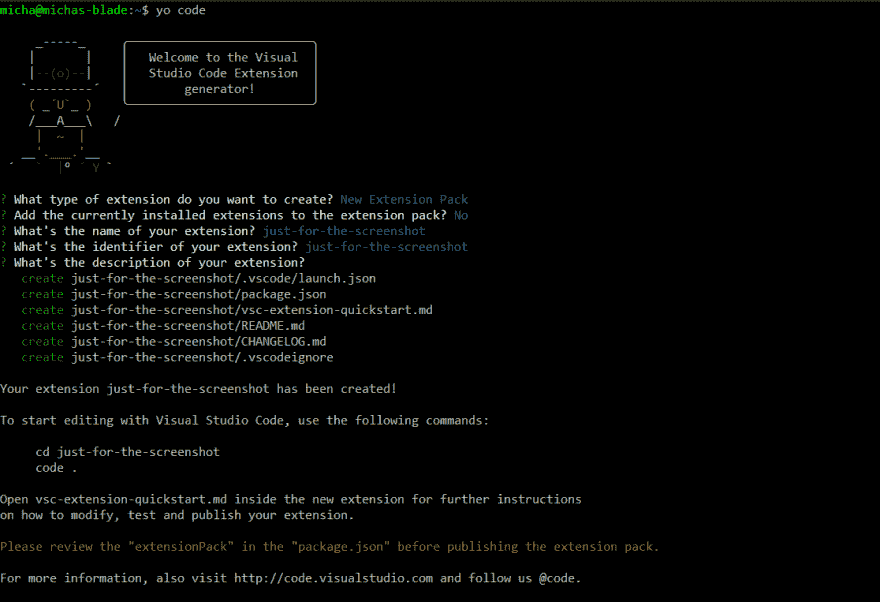 micha@michas-blade:~$ yo code
Welcome to the Visual
Studio Code Extension
generator!
? What type of extension do you want to create? New Extension Pack
? Add the currently installed extensions to the extension pack? No
? What's the name of your extension? just-for-the-screenshot
? What's the identifier of your extension? just-for-the-screenshot
? What's the description of your extension?
create just-for-the-screenshot/.vscode/launch.json
create just-for-the-screenshot/package.json
create just-for-the-screenshot/vsc-extension-quickstart.md
create just-for-the-screenshot/README.md
create just-for-the-screenshot/CHANGELOG.md
create just-for-the-screenshot/.vscodeignore
Your extension just-for-the-screenshot has been created!
To start editing with Visual Studio Code, use the following commands:
cd just-for-the-screenshot
code .
Open vsc-extension-quickstart.md inside the new extension for further instructions
on how to modify, test and publish your extension.
Please review the "extensionPack" in the "package.json" before publishing the extension pack.
For more information, also visit http://code.visualstudio.com and follow us @code.